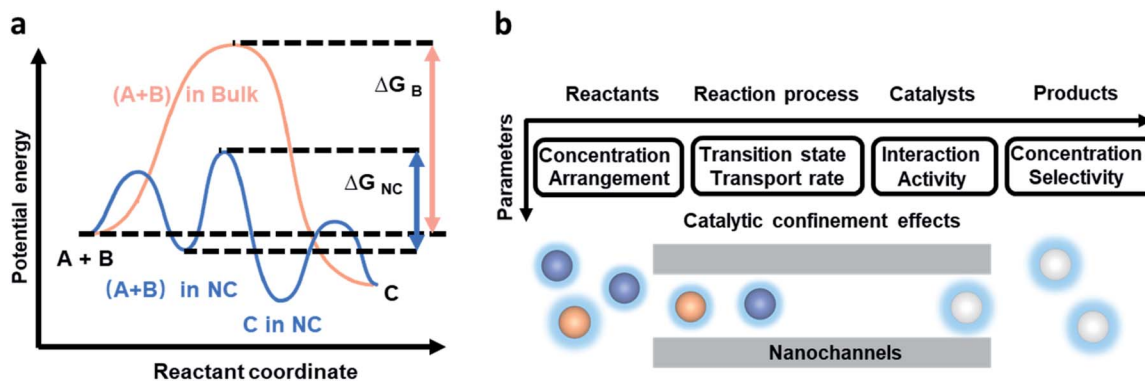 a
Potential energy
(A+B) in Bulk
ΔG B
ΔG NC
A + B
(A+B) in NC
C in NC
C
Reactant coordinate
b
Reactants Reaction process Catalysts Products
Parameters
Concentration
Arrangement
Transition state
Transport rate
Interaction
Activity
Concentration
Selectivity
Catalytic confinement effects
Nanochannels